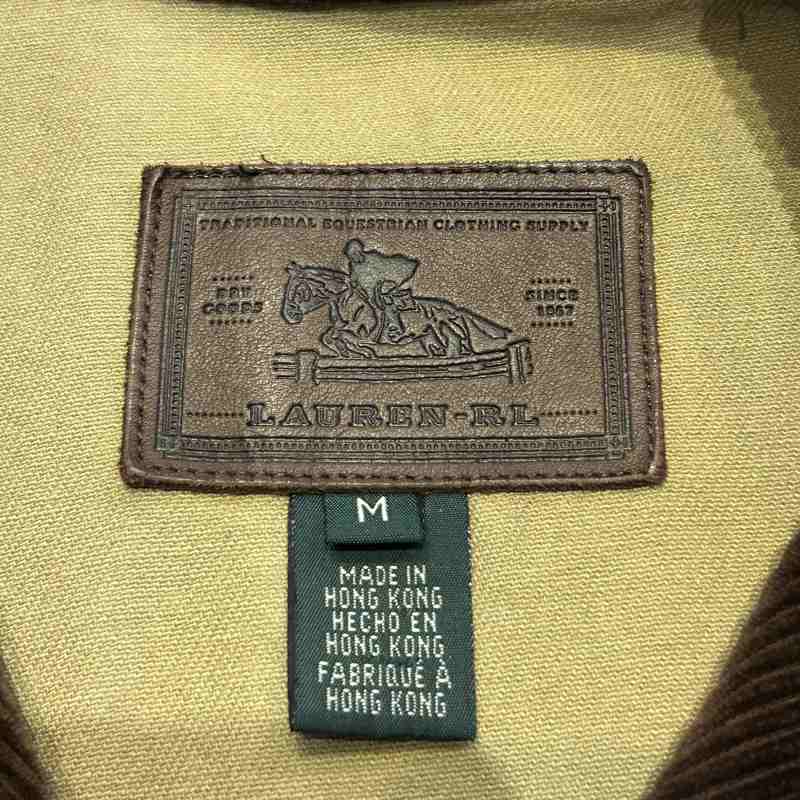 TRADITIONAL EQUESTRIAN CLOTHING SUPPLY
DRY
GOODS
SINCE
1967
LAUREN-RL
M
MADE IN
HONG KONG
HECHO EN
HONG KONG
FABRIQUÉ À
HONG KONG